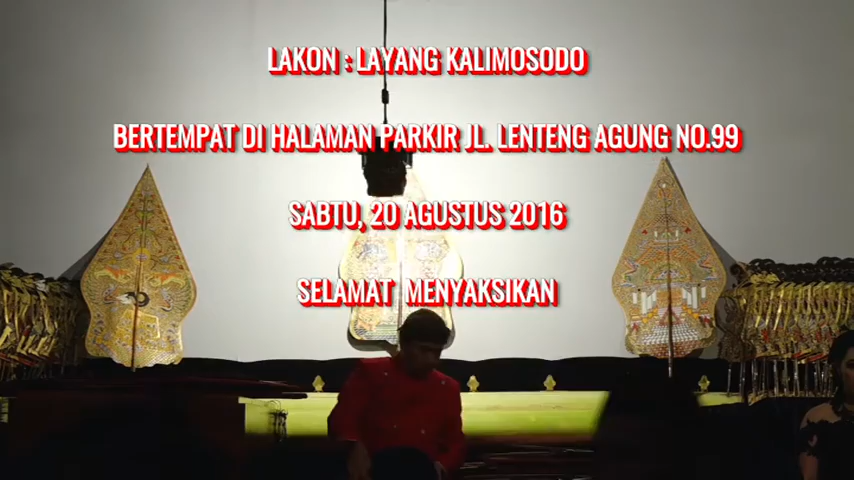 LAKON : LAYANG KALIMOSODO
BERTEMPAT DI HALAMAN PARKIR JL. LENTENG AGUNG NO.99
SABTU, 20 AGUSTUS 2016
SELAMAT MENYAKSIKAN